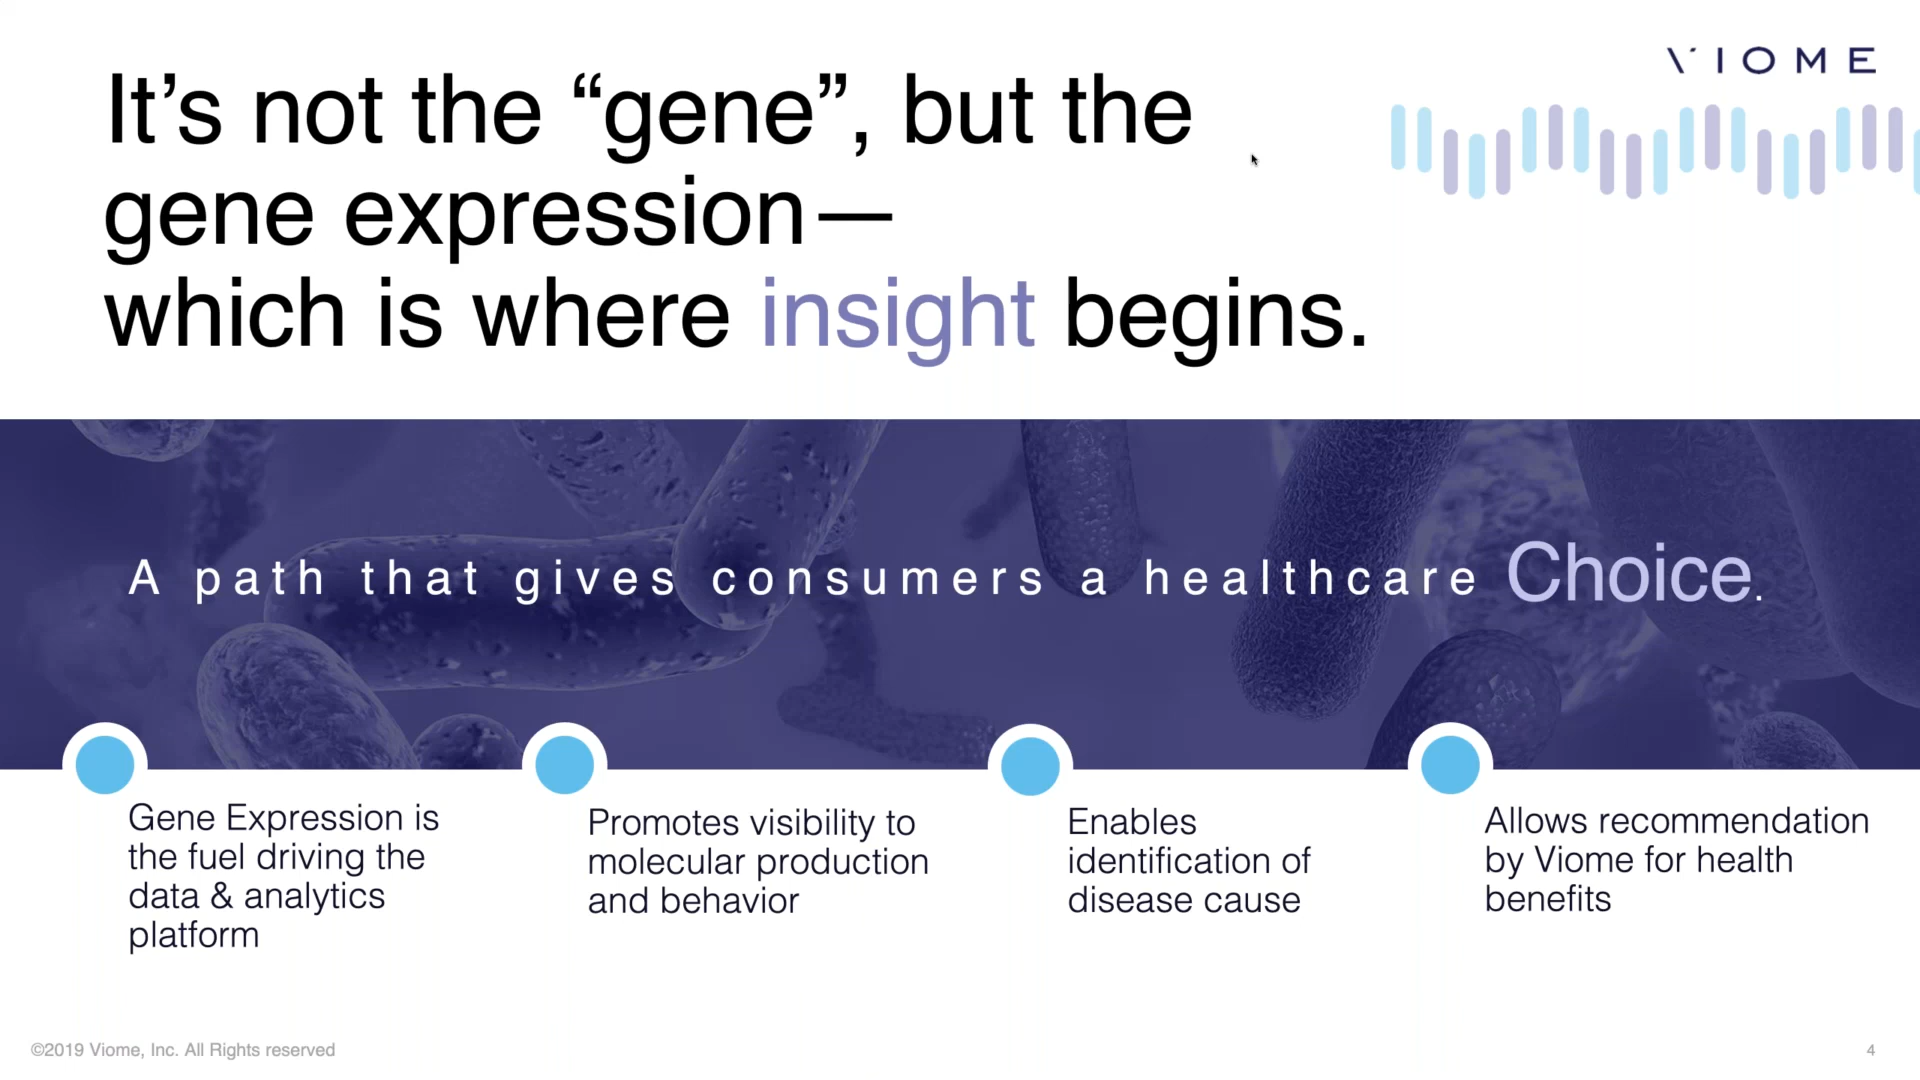 VIOME
It’s not the “gene”, but the
gene expression—
which is where insight begins.
A path that gives consumers a healthcare Choice.
Gene Expression is
the fuel driving the
data & analytics
platform
Promotes visibility to
molecular production
and behavior
Enables
identification of
disease cause
Allows recommendation
by Viome for health
benefits
©2019 Viome, Inc. All Rights reserved
4